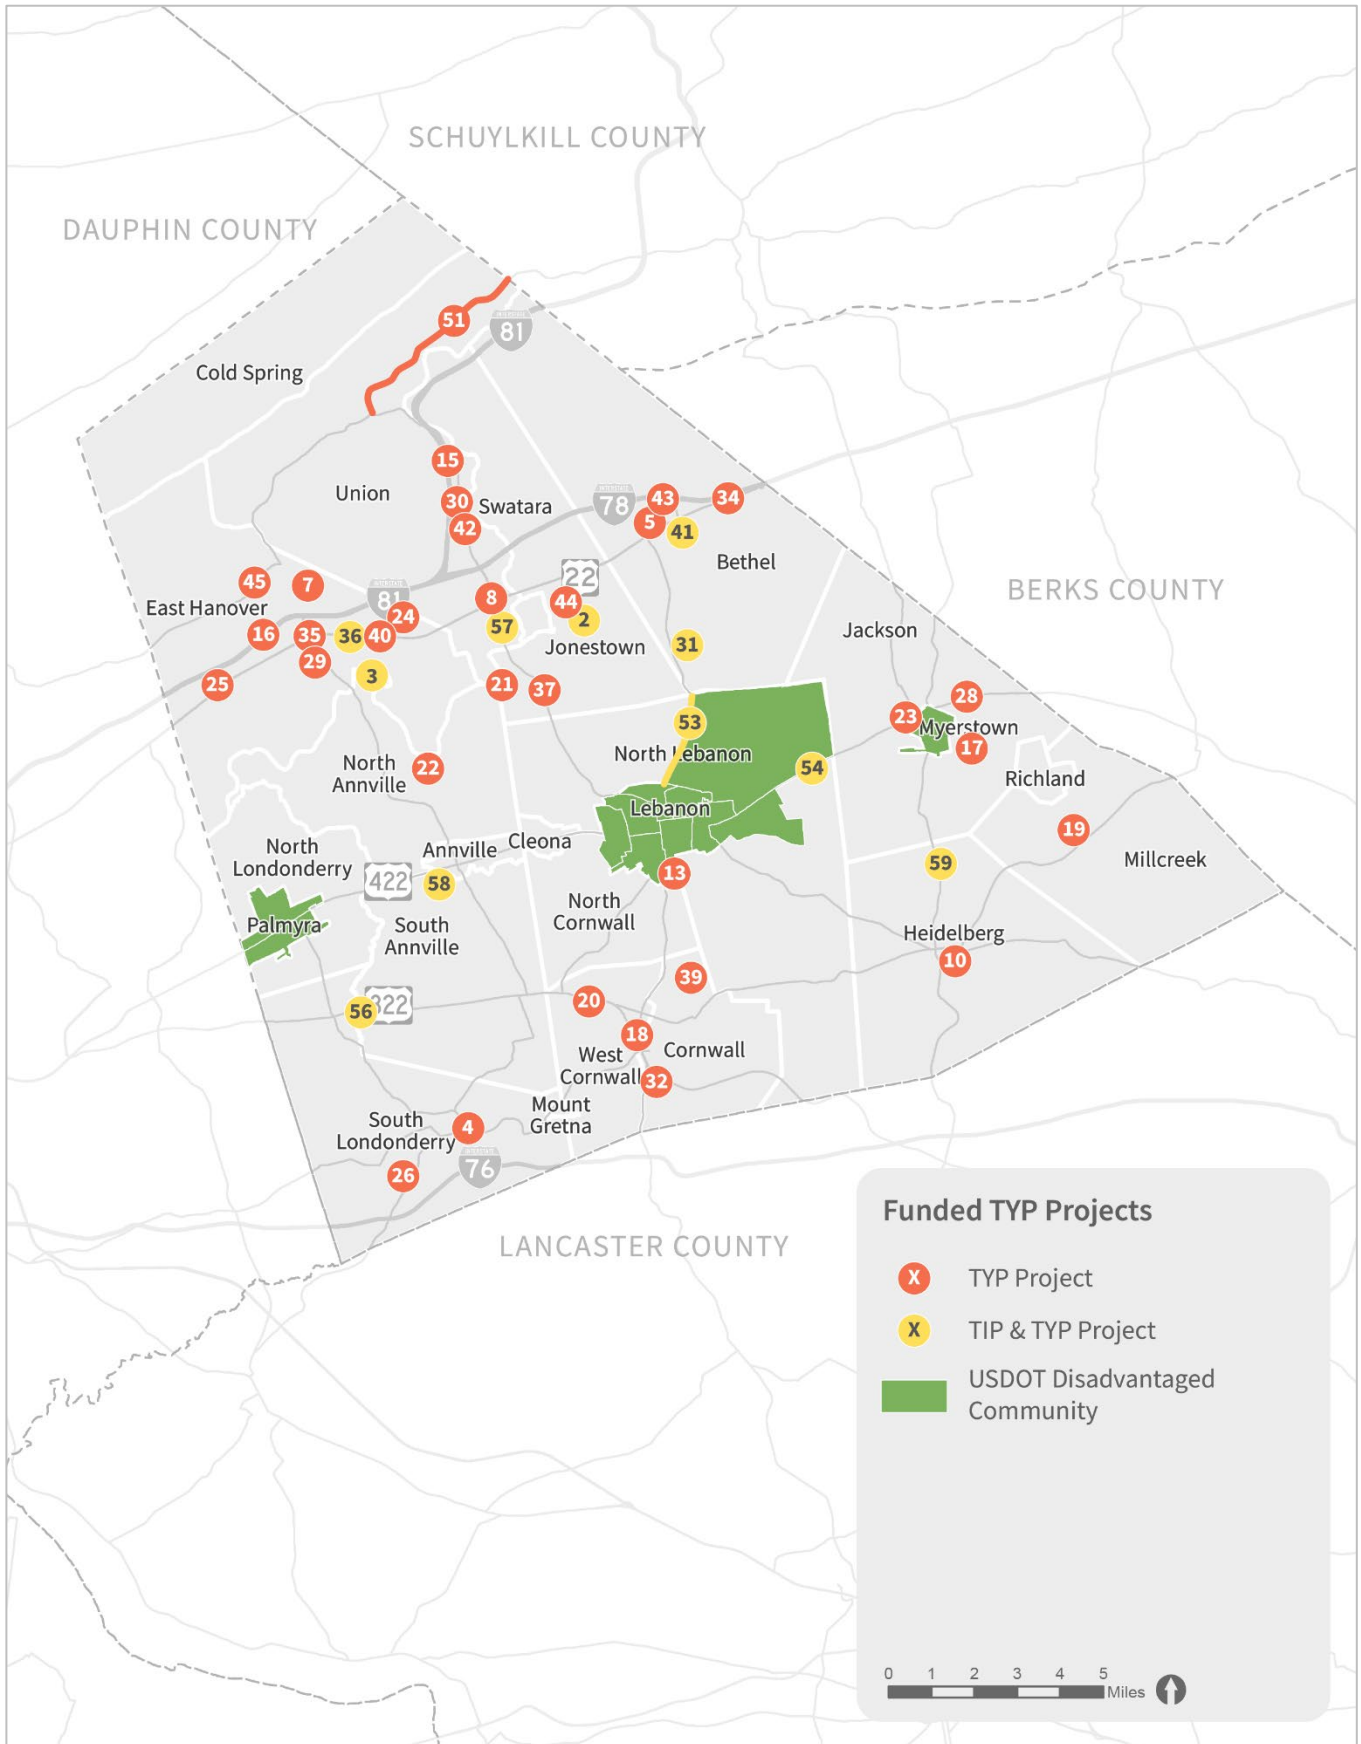 SCHUYLKILL COUNTY
DAUPHIN COUNTY
51
INTERSTATE
81
Cold Spring
15
Union
30
Swatara
42
INTERSTATE
78
43
34
5
41
Bethel
22
BERKS COUNTY
45
7
INTERSTATE
81
8
44
East Hanover
24
2
57
16
35
36
40
Jonestown
31
Jackson
29
3
25
21
37
28
23
Myerstown
53
17
North Lebanon
54
North
Annville
22
Richland
Lebanon
19
North
Londonderry
Annville
Cleona
Millcreek
422
58
13
59
Palmyra
South
Annville
North
Cornwall
Heidelberg
10
39
56
322
20
18
West
Cornwall
Cornwall
32
Mount
Gretna
South
Londonderry
4
INTERSTATE
76
26
LANCASTER COUNTY
Funded TYP Projects
X TYP Project
X TIP & TYP Project
USDOT Disadvantaged
Community
0 1 2 3 4 5
Miles